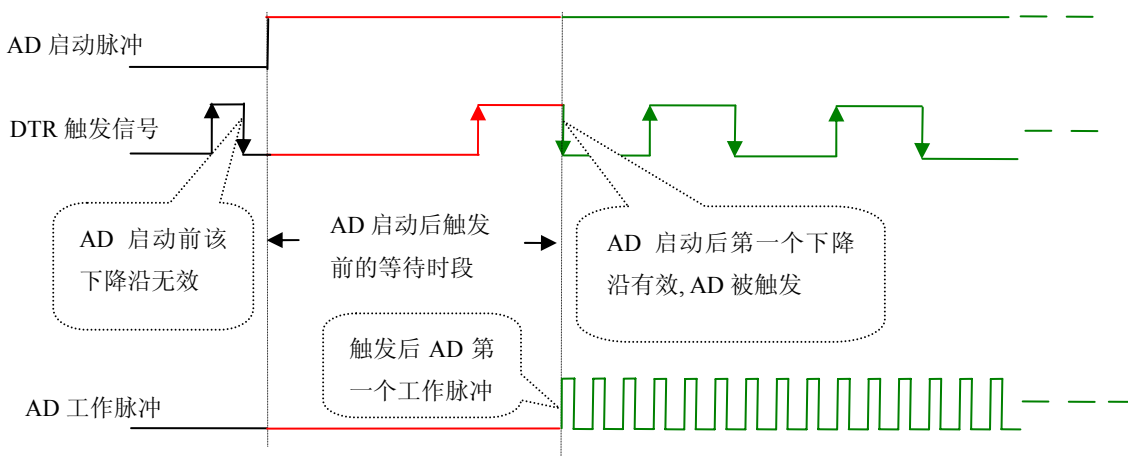 AD 启动脉冲
DTR 触发信号
AD 启动前该
下降沿无效
AD 启动后触发
前的等待时段
AD 启动后第一个下降
沿有效, AD 被触发
触发后 AD 第
一个工作脉冲
AD 工作脉冲